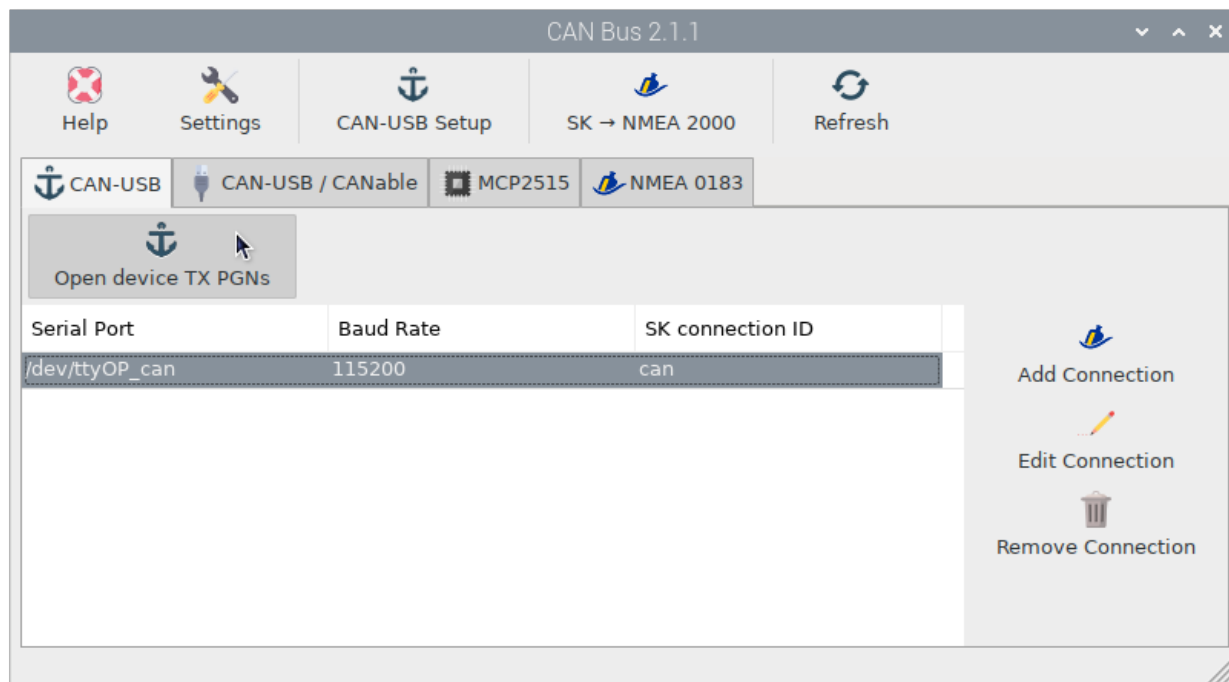 CAN Bus 2.1.1
Help Settings CAN-USB Setup SK → NMEA 2000 Refresh
CAN-USB CAN-USB / CANable MCP2515 NMEA 0183
Open device TX PGNs
Serial Port Baud Rate SK connection ID
/dev/ttyOP_can 115200 can
Add Connection
Edit Connection
Remove Connection